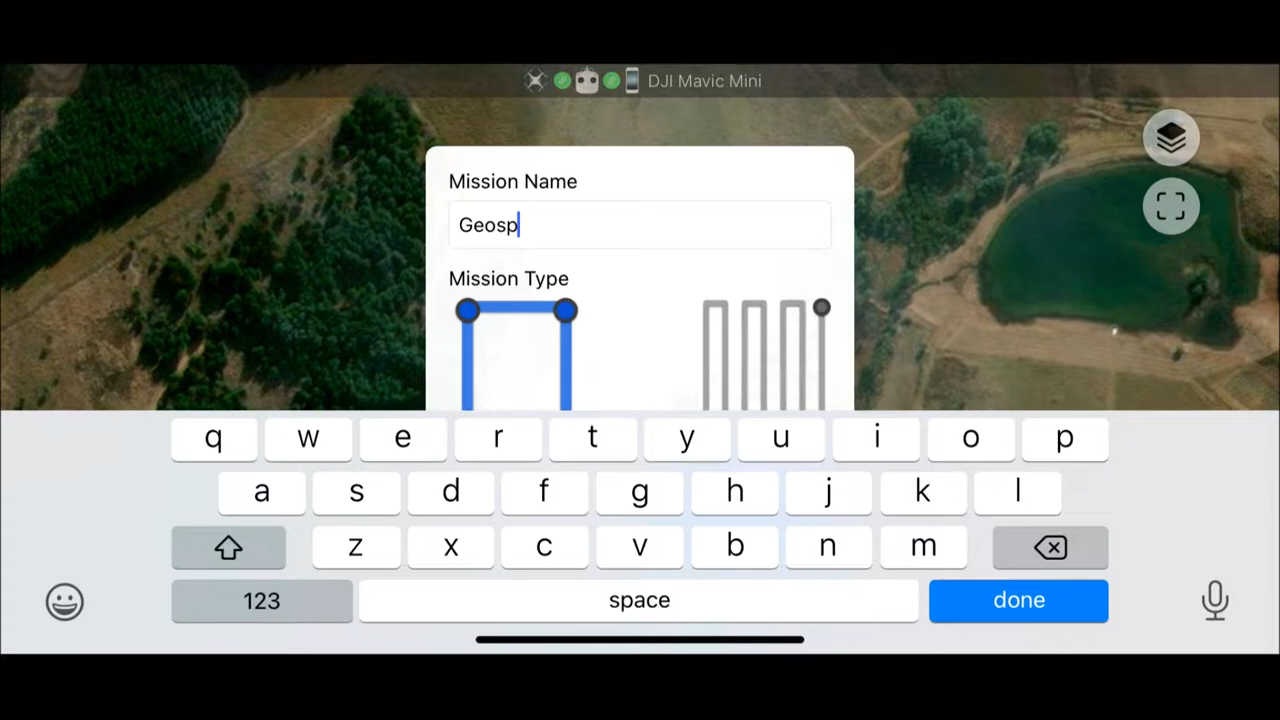 DJI Mavic Mini
Mission Name
Geosp
Mission Type
q w e r t y u i o p
a s d f g h j k l
z x c v b n m
123 space done